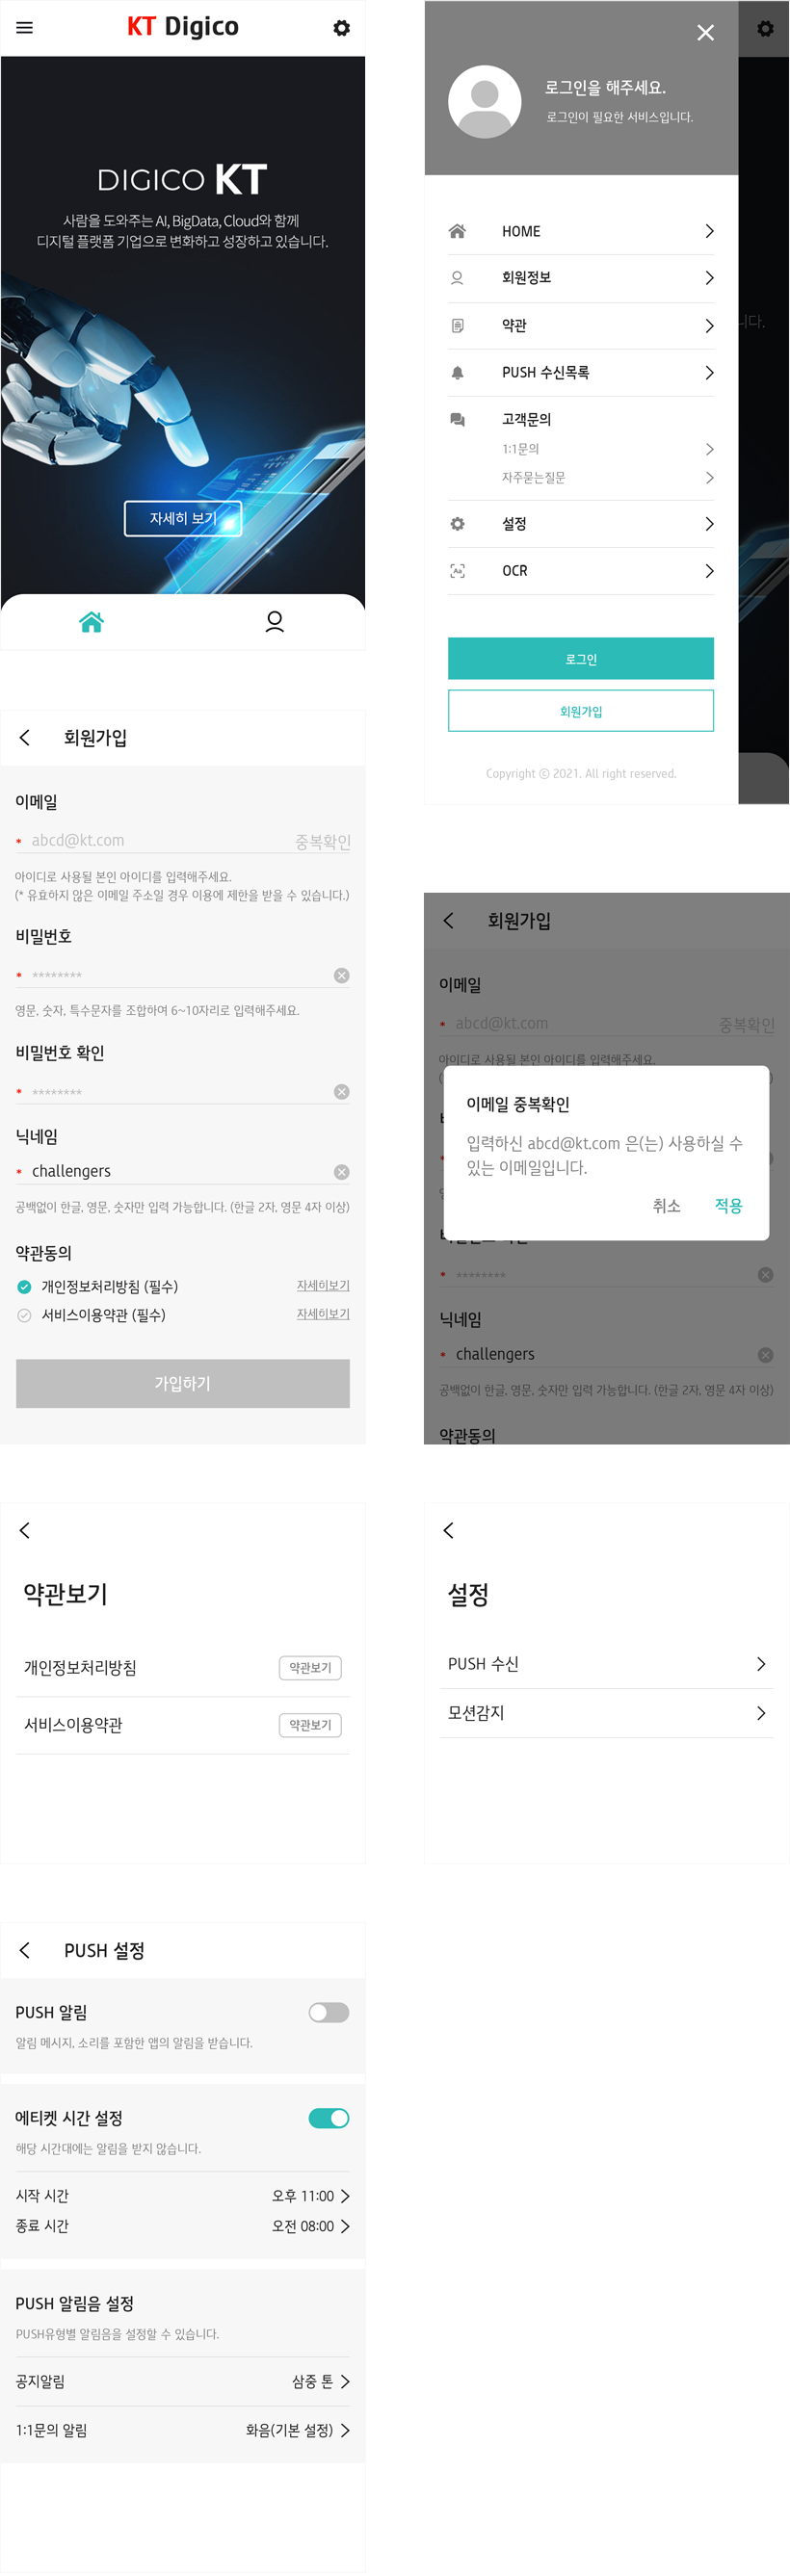 KT Digico
DIGICO KT
사람을 도와주는 AI, BigData, Cloud와 함께
디지털 플랫폼 기업으로 변화하고 성장하고 있습니다.
자세히 보기
로그인을 해주세요.
로그인이 필요한 서비스입니다.
HOME
회원정보
약관
PUSH 수신목록
고객문의
1:1문의
자주묻는질문
설정
OCR
로그인
회원가입
Copyright ⓒ 2021. All right reserved.
니다.
회원가입
이메일
* abcd@kt.com 중복확인
아이디로 사용될 본인 아이디를 입력해주세요.
(* 유효하지 않은 이메일 주소일 경우 이용에 제한을 받을 수 있습니다.)
비밀번호
* ********
영문, 숫자, 특수문자를 조합하여 6~10자리로 입력해주세요.
비밀번호 확인
* ********
닉네임
* challengers
공백없이 한글, 영문, 숫자만 입력 가능합니다. (한글 2자, 영문 4자 이상)
약관동의
개인정보처리방침 (필수) 자세히보기
서비스이용약관 (필수) 자세히보기
가입하기
회원가입
이메일
* abcd@kt.com 중복확인
아이디로 사용될 본인 아이디를 입력해주세요.
이메일 중복확인
입력하신 abcd@kt.com 은(는) 사용하실 수
있는 이메일입니다.
취소 적용
* ********
닉네임
* challengers
공백없이 한글, 영문, 숫자만 입력 가능합니다. (한글 2자, 영문 4자 이상)
약관동의
약관보기
개인정보처리방침 약관보기
서비스이용약관 약관보기
설정
PUSH 수신
모션감지
PUSH 설정
PUSH 알림
알림 메시지, 소리를 포함한 앱의 알림을 받습니다.
에티켓 시간 설정
해당 시간대에는 알림을 받지 않습니다.
시작 시간 오후 11:00
종료 시간 오전 08:00
PUSH 알림음 설정
PUSH유형별 알림음을 설정할 수 있습니다.
공지알림 삼중 톤
1:1문의 알림 화음(기본 설정)